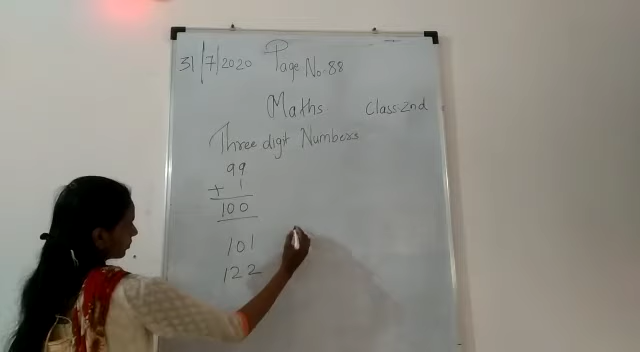 31/7/2020 Page No. 88
Maths. Class 2nd
Three digit Numbers
99
+ 1
100
101
122